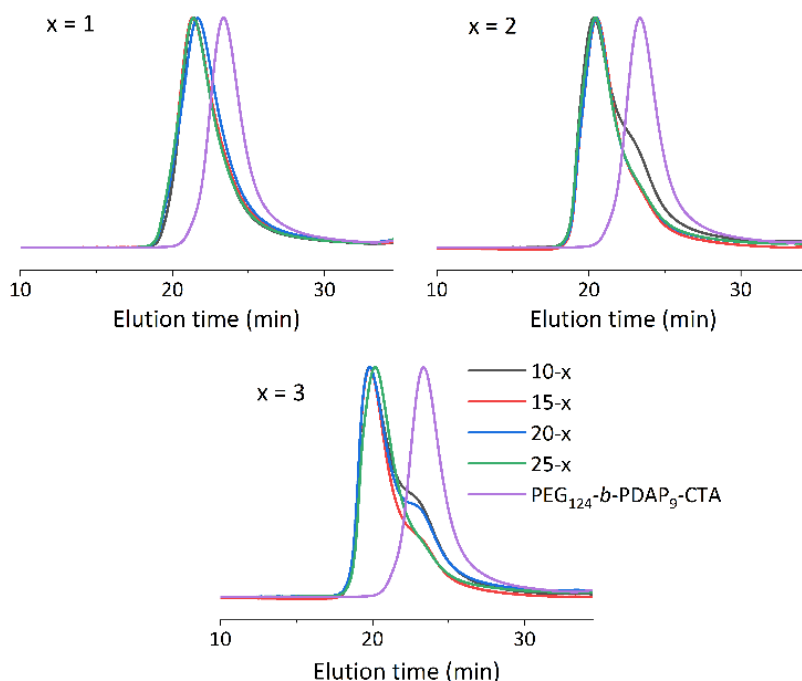 x = 1
10 20 30
Elution time (min)
x = 2
10 20 30
Elution time (min)
x = 3
10-x
15-x
20-x
25-x
PEG₁₂₄-b-PDAP₉-CTA
10 20 30
Elution time (min)